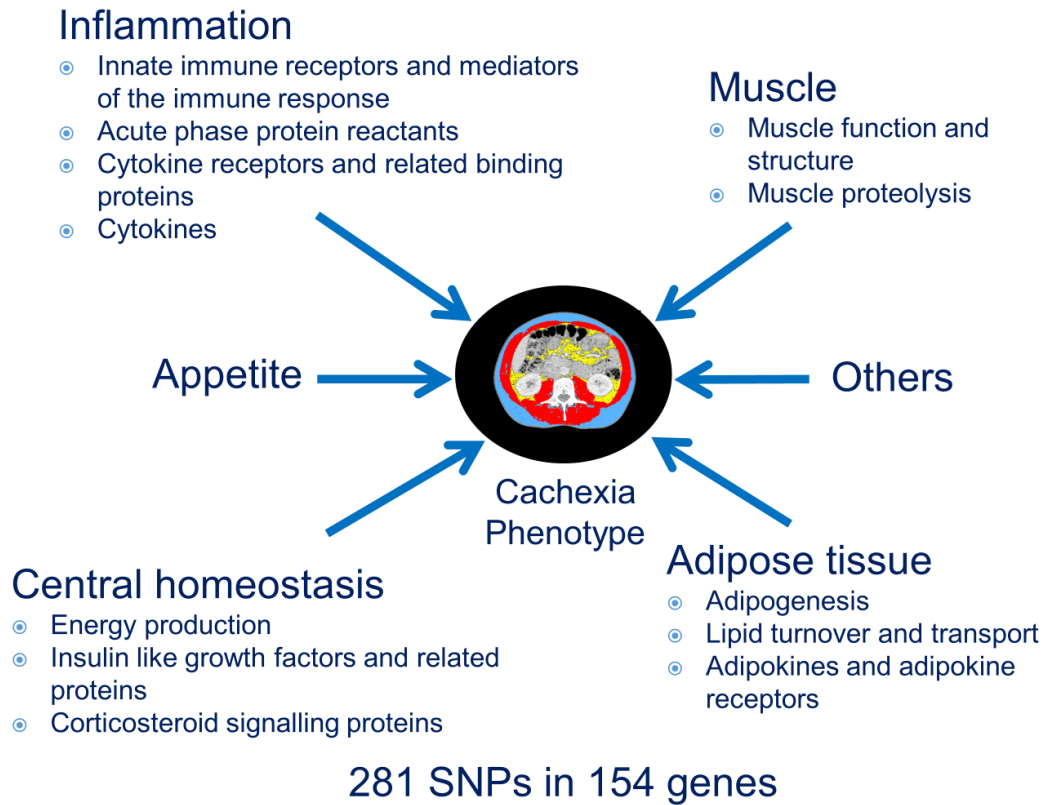 Inflammation
Innate immune receptors and mediators
of the immune response
Acute phase protein reactants
Cytokine receptors and related binding
proteins
Cytokines
Muscle
Muscle function and
structure
Muscle proteolysis
Appetite
Others
Cachexia
Phenotype
Central homeostasis
Energy production
Insulin like growth factors and related
proteins
Corticosteroid signalling proteins
Adipose tissue
Adipogenesis
Lipid turnover and transport
Adipokines and adipokine
receptors
281 SNPs in 154 genes